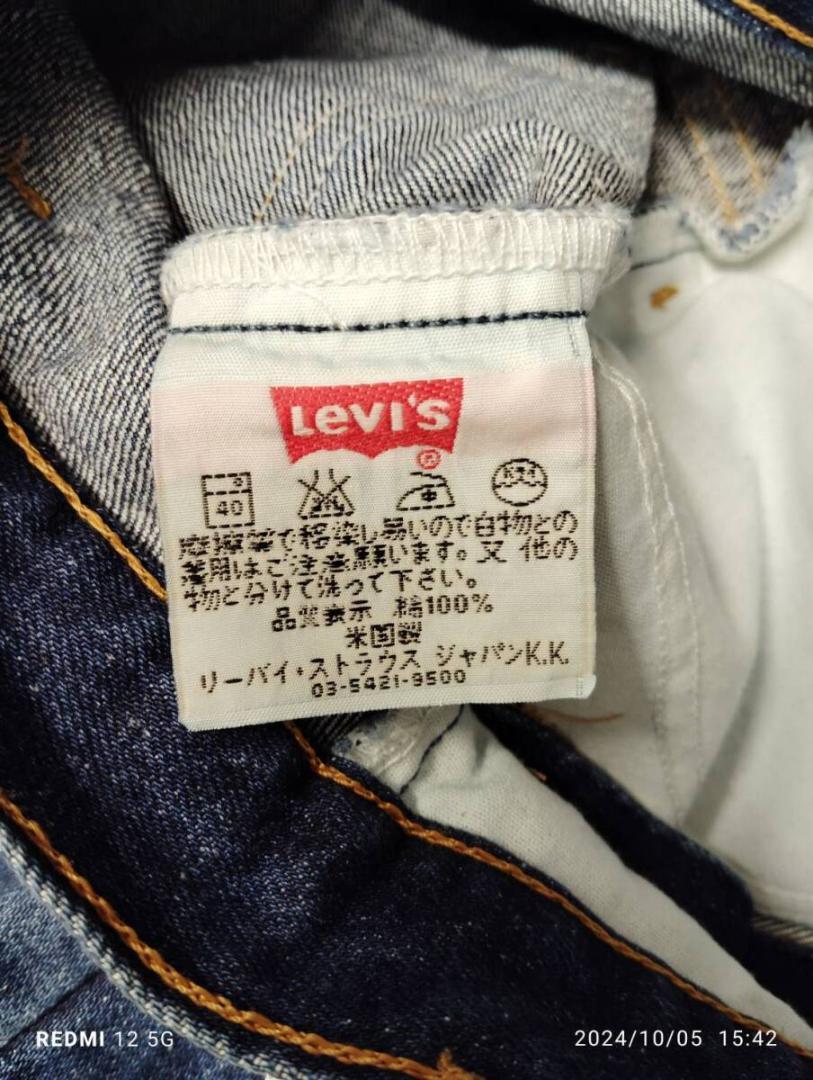 LEVI'S
®
40
摩擦等で移染し易いので白物との
着用はご注意願います。又 他の
物と分けて洗って下さい。
品質表示 綿100%
米国製
リーバイ・ストラウス ジャパンK.K.
03-5421-9500
REDMI 12 5G
2024/10/05 15:42